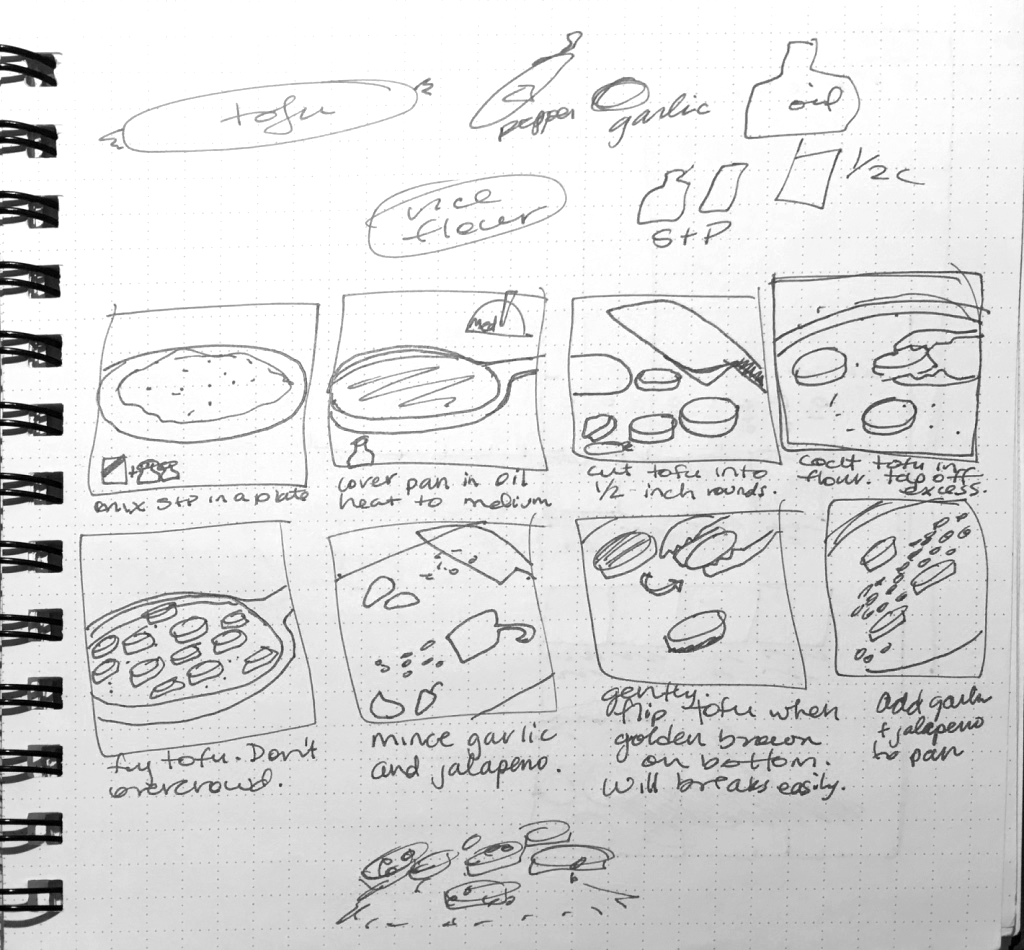 tofu
pepper
garlic
oil
rice
flour
S+P
1/2 c
Med
mix S+P in a plate
cover pan in oil
heat to medium
cut tofu into
1/2 inch rounds.
coat tofu in
flour. tap off
excess.
fry tofu. Don't
overcrowd.
mince garlic
and jalapeno.
gently.
flip tofu when
golden brown
on bottom.
Will breaks easily.
add garlic
+ jalapeno
to pan